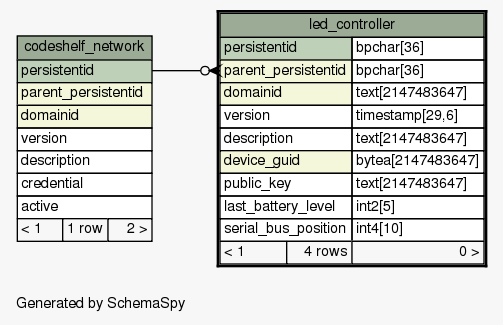 codeshelf_network
persistentid
parent_persistentid
domainid
version
description
credential
active
< 1 1 row 2 >
led_controller
persistentid bpchar[36]
parent_persistentid bpchar[36]
domainid text[2147483647]
version timestamp[29,6]
description text[2147483647]
device_guid bytea[2147483647]
public_key text[2147483647]
last_battery_level int2[5]
serial_bus_position int4[10]
< 1 4 rows 0 >
Generated by SchemaSpy